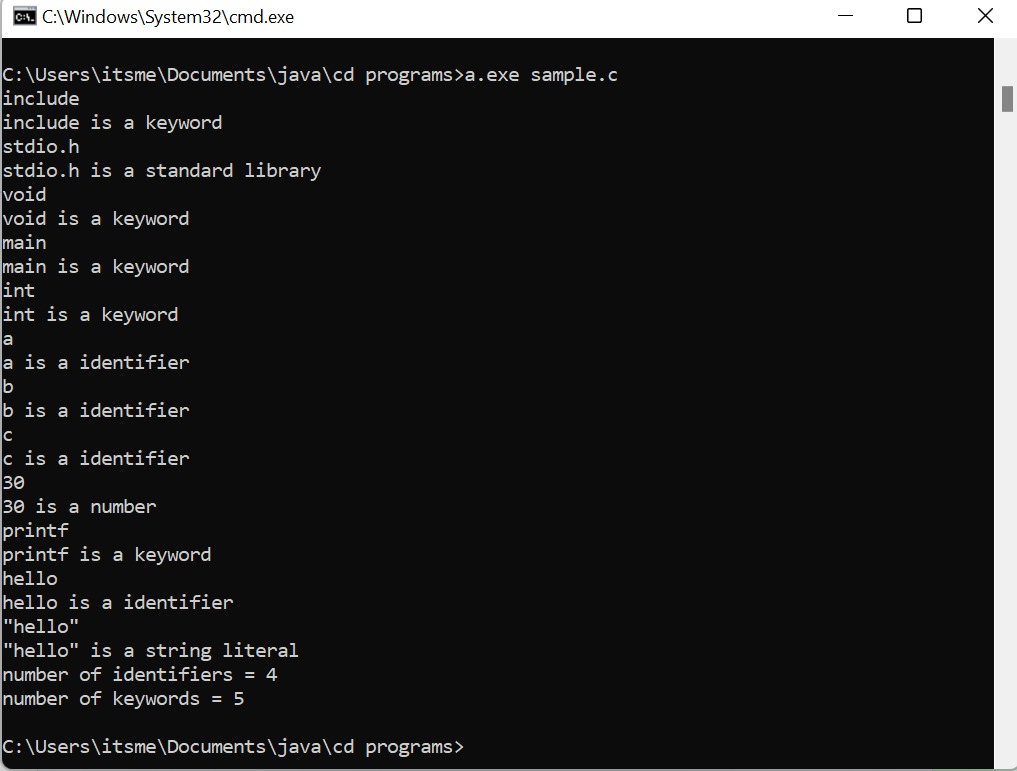 C:\Windows\System32\cmd.exe
C:\Users\itsme\Documents\java\cd programs>a.exe sample.c
include
include is a keyword
stdio.h
stdio.h is a standard library
void
void is a keyword
main
main is a keyword
int
int is a keyword
a
a is a identifier
b
b is a identifier
c
c is a identifier
30
30 is a number
printf
printf is a keyword
hello
hello is a identifier
"hello"
"hello" is a string literal
number of identifiers = 4
number of keywords = 5
C:\Users\itsme\Documents\java\cd programs>